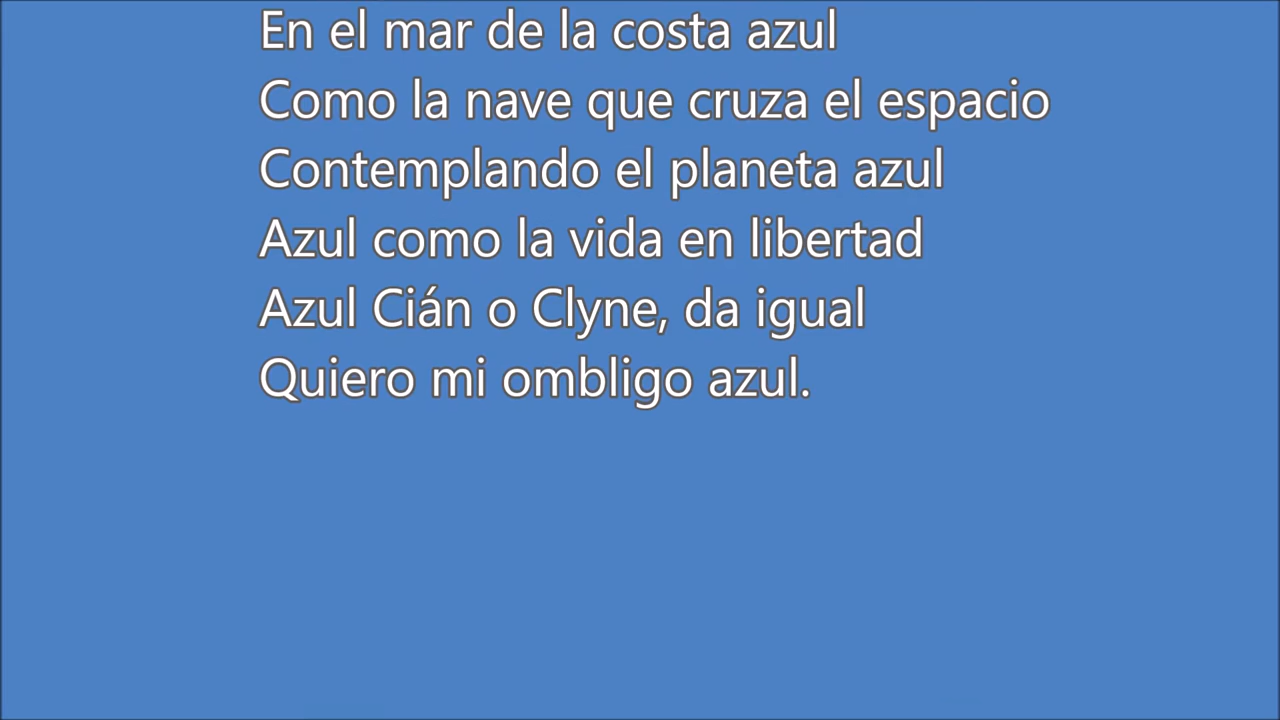 En el mar de la costa azul
Como la nave que cruza el espacio
Contemplando el planeta azul
Azul como la vida en libertad
Azul Cián o Clyne, da igual
Quiero mi ombligo azul.